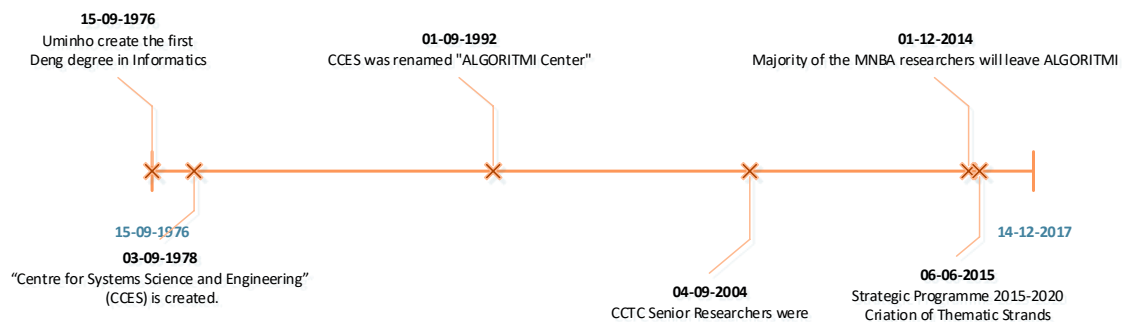 15-09-1976
Uminho create the first
Deng degree in Informatics
01-09-1992
CCES was renamed "ALGORITMI Center"
01-12-2014
Majority of the MNBA researchers will leave ALGORITMI
15-09-1976
03-09-1978
“Centre for Systems Science and Engineering”
(CCES) is created.
04-09-2004
CCTC Senior Researchers were
14-12-2017
06-06-2015
Strategic Programme 2015-2020
Criation of Thematic Strands